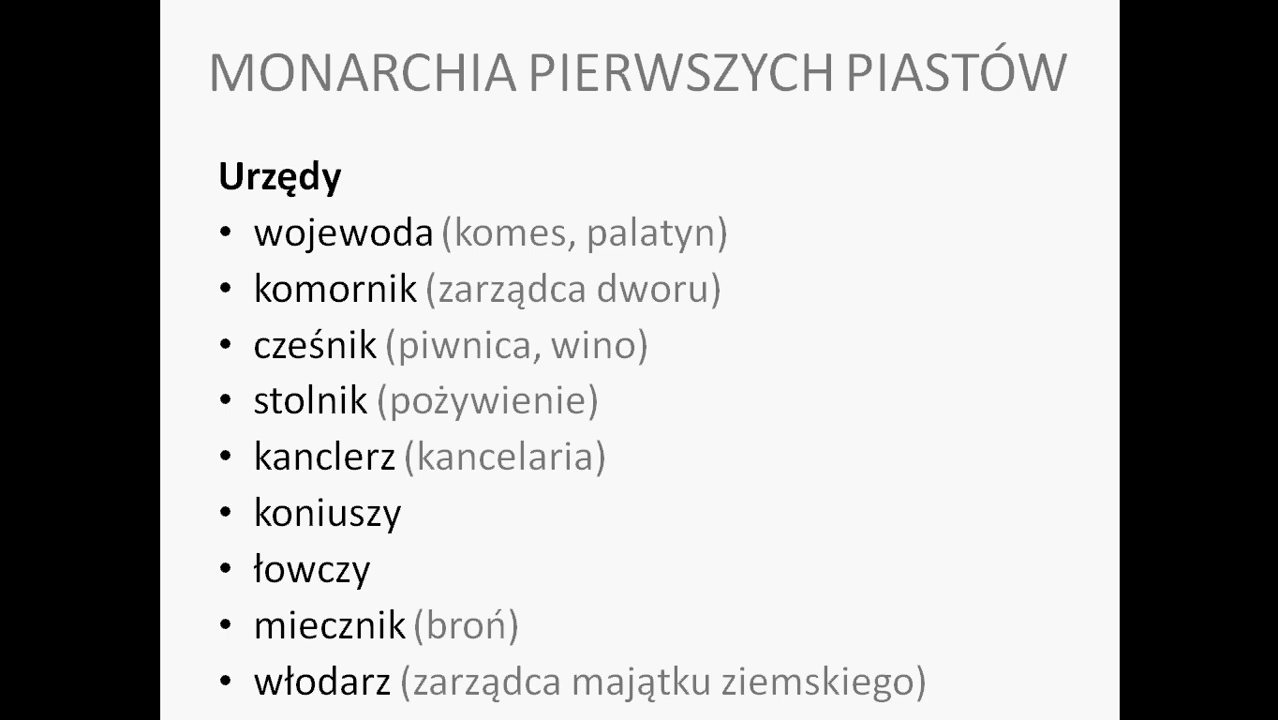 MONARCHIA PIERWSZYCH PIASTÓW
Urzędy
• wojewoda (komes, palatyn)
• komornik (zarządca dworu)
• cześnik (piwnica, wino)
• stolnik (pożywienie)
• kanclerz (kancelaria)
• koniuszy
• łowczy
• miecznik (broń)
• włodarz (zarządca majątku ziemskiego)